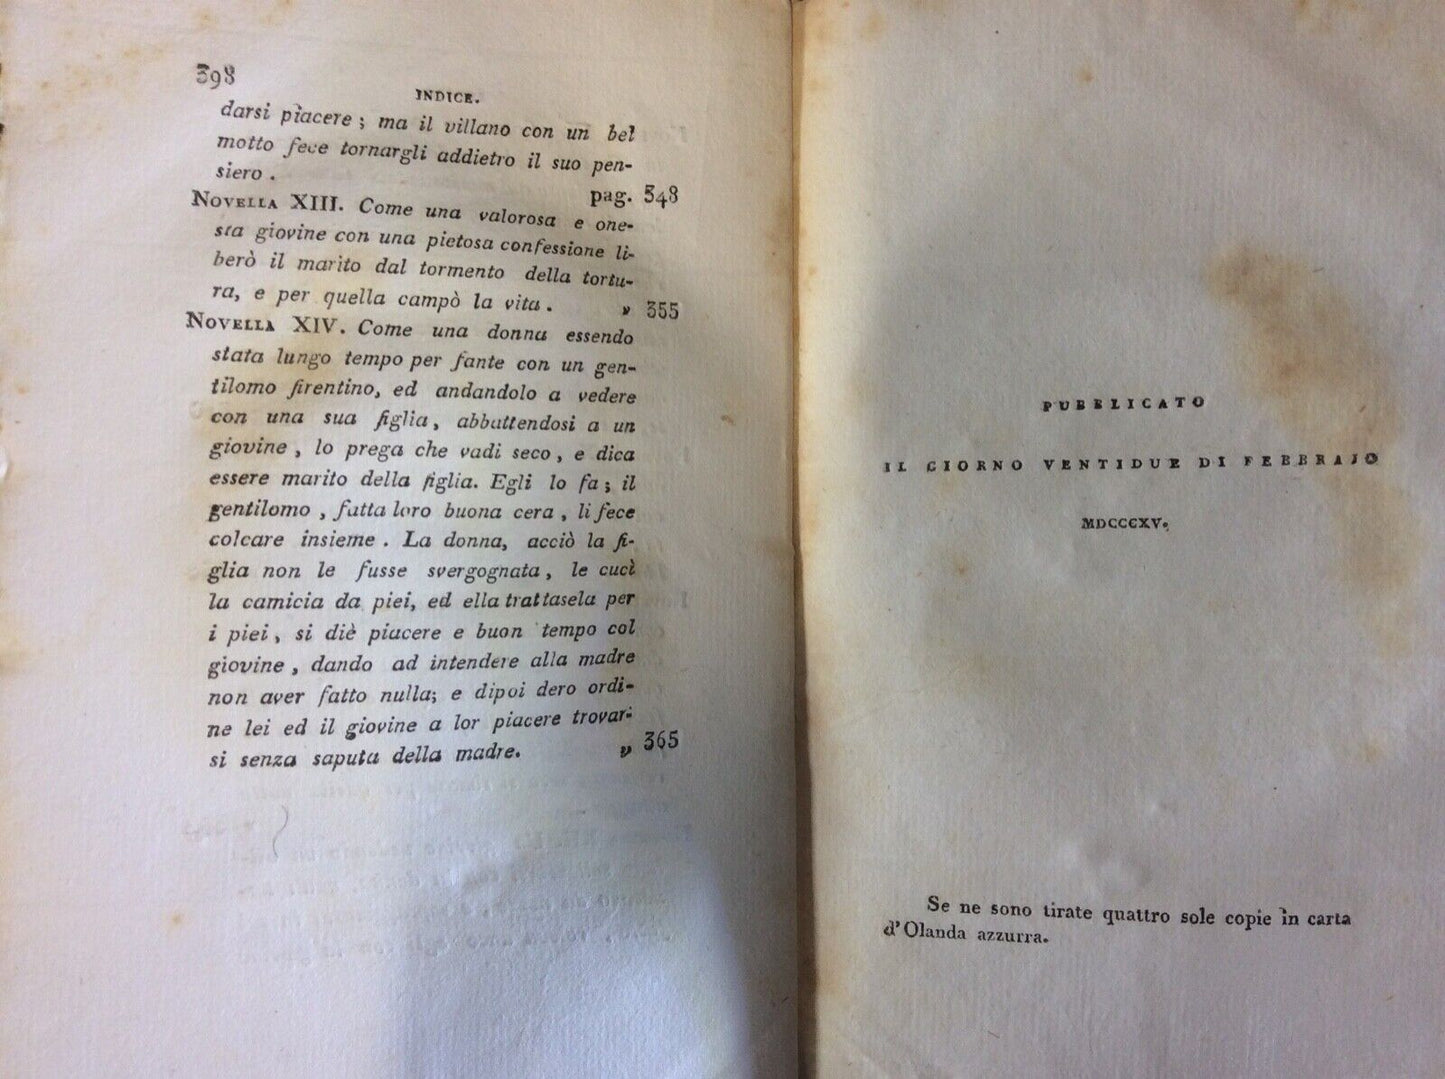 398
INDICE.
darsi piacere; ma il villano con un bel
motto fece tornargli addietro il suo pen-
siero. pag. 348
NOVELLA XIII. Come una valorosa e one-
sta giovine con una pietosa confessione li-
berò il marito dal tormento della tortu-
ra, e per quella campò la vita. » 355
NOVELLA XIV. Come una donna essendo
stata lungo tempo per fante con un gen-
tilomo firentino, ed andandolo a vedere
con una sua figlia, abbattendosi a un
giovine, lo prega che vadi seco, e dica
essere marito della figlia. Egli lo fa; il
gentilomo, fatta loro buona cera, li fece
colcare insieme. La donna, acciò la fi-
glia non le fusse svergognata, le cucì
la camicia da piei, ed ella trattasela per
i piei, si diè piacere e buon tempo col
giovine, dando ad intendere alla madre
non aver fatto nulla; e dipoi dero ordi-
ne lei ed il giovine a lor piacere trovar-
si senza saputa della madre. » 365
PUBBLICATO
IL GIORNO VENTIDUE DI FEBBRAJO
MDCCCXV.
Se ne sono tirate quattro sole copie in carta
d'Olanda azzurra.